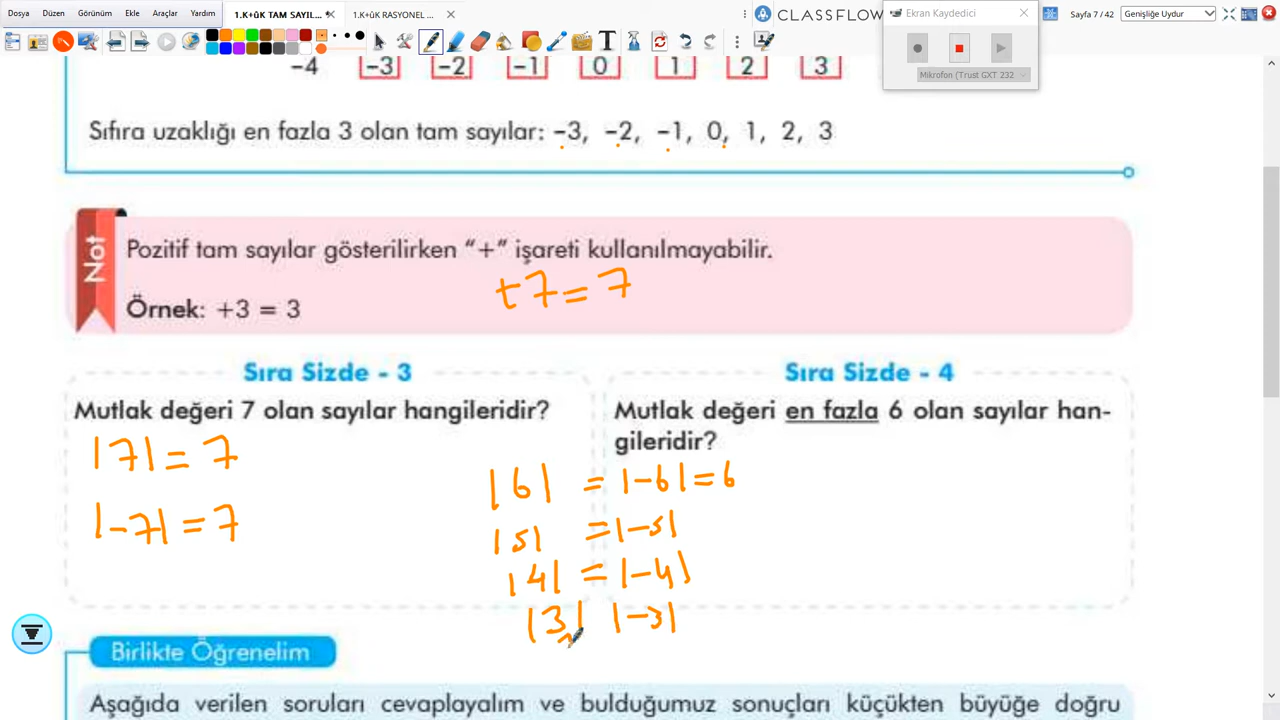 Dosya Düzen Görünüm Ekle Araçlar Yardım 1.K+ûK TAM SAYIL... 1.K+ûK RASYONEL ... CLASSFLOW Ekran Kaydedici Sayfa 7 / 42 Genişliğe Uydur
Mikrofon (Trust GXT 232
-4 -3 -2 -1 0 1 2 3
Sıfıra uzaklığı en fazla 3 olan tam sayılar: -3, -2, -1, 0, 1, 2, 3
Not
Pozitif tam sayılar gösterilirken “+” işareti kullanılmayabilir.
+7=7
Örnek: +3 = 3
Sıra Sizde - 3
Mutlak değeri 7 olan sayılar hangileridir?
|7| = 7
|-7| = 7
Sıra Sizde - 4
Mutlak değeri en fazla 6 olan sayılar han-
gileridir?
|6| = |-6| = 6
|5| = |-5|
|4| = |-4|
|3| |-3|
Birlikte Öğrenelim
Aşağıda verilen soruları cevaplayalım ve bulduğumuz sonuçları küçükten büyüğe doğru